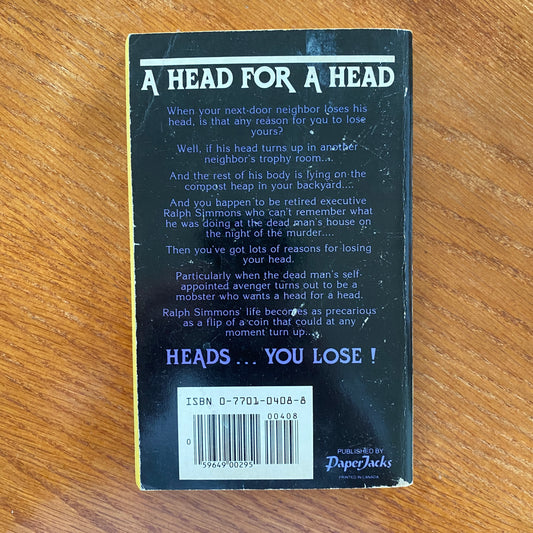 A HEAD FOR A HEAD
When your next-door neighbor loses his
head, is that any reason for you to lose
yours?
Well, if his head turns up in another
neighbor's trophy room....
And the rest of his body is lying on the
compost heap in your backyard....
And you happen to be retired executive
Ralph Simmons who can't remember what
he was doing at the dead man's house on
the night of the murder....
Then you've got lots of reasons for losing
your head.
Particularly when the dead man's self-
appointed avenger turns out to be a
mobster who wants a head for a head.
Ralph Simmons' life becomes as precarious
as a flip of a coin that could at any
moment turn up...
HEADS ... YOU LOSE !
ISBN 0-7701-0408-8
00408
0
59649 00295
PUBLISHED BY
PaperJacks
PRINTED IN CANADA